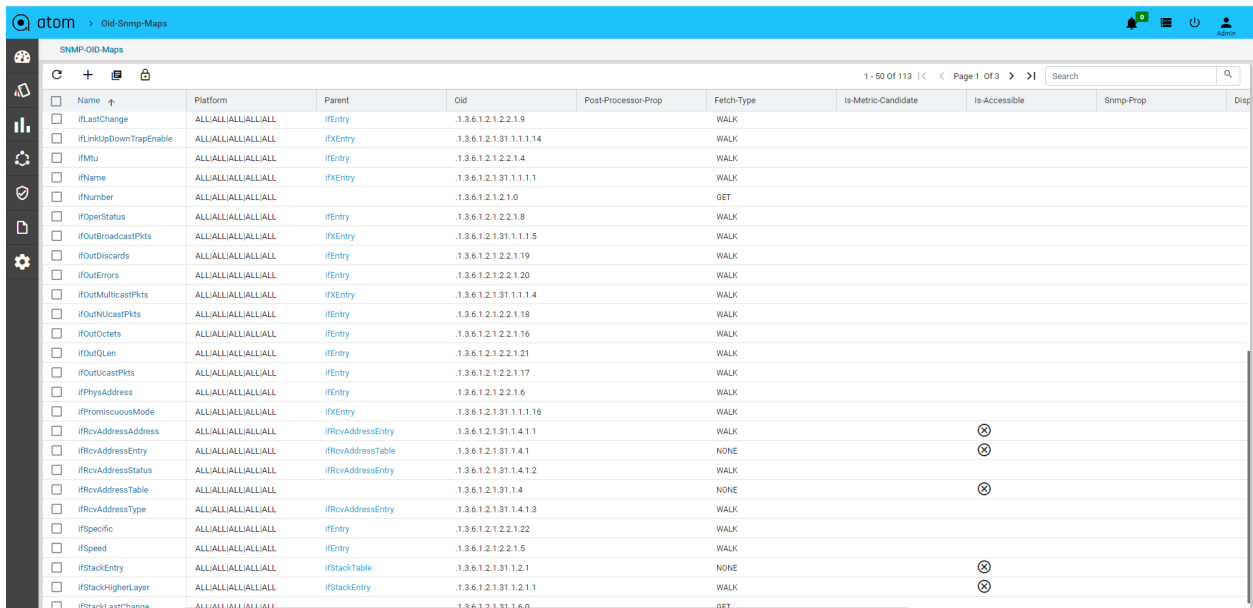 atom > Oid-Snmp-Maps 0
Admin
SNMP-OID-Maps
1 - 50 Of 113 |< < Page 1 Of 3 > >| Search
Name ↑ Platform Parent Oid Post-Processor-Prop Fetch-Type Is-Metric-Candidate Is-Accessible Snmp-Prop Disp
ifLastChange ALL|ALL|ALL|ALL|ALL ifEntry .1.3.6.1.2.1.2.2.1.9 WALK
ifLinkUpDownTrapEnable ALL|ALL|ALL|ALL|ALL ifXEntry .1.3.6.1.2.1.31.1.1.1.14 WALK
ifMtu ALL|ALL|ALL|ALL|ALL ifEntry .1.3.6.1.2.1.2.2.1.4 WALK
ifName ALL|ALL|ALL|ALL|ALL ifXEntry .1.3.6.1.2.1.31.1.1.1.1 WALK
ifNumber ALL|ALL|ALL|ALL|ALL .1.3.6.1.2.1.2.1.0 GET
ifOperStatus ALL|ALL|ALL|ALL|ALL ifEntry .1.3.6.1.2.1.2.2.1.8 WALK
ifOutBroadcastPkts ALL|ALL|ALL|ALL|ALL ifXEntry .1.3.6.1.2.1.31.1.1.1.5 WALK
ifOutDiscards ALL|ALL|ALL|ALL|ALL ifEntry .1.3.6.1.2.1.2.2.1.19 WALK
ifOutErrors ALL|ALL|ALL|ALL|ALL ifEntry .1.3.6.1.2.1.2.2.1.20 WALK
ifOutMulticastPkts ALL|ALL|ALL|ALL|ALL ifXEntry .1.3.6.1.2.1.31.1.1.1.4 WALK
ifOutNUcastPkts ALL|ALL|ALL|ALL|ALL ifEntry .1.3.6.1.2.1.2.2.1.18 WALK
ifOutOctets ALL|ALL|ALL|ALL|ALL ifEntry .1.3.6.1.2.1.2.2.1.16 WALK
ifOutQLen ALL|ALL|ALL|ALL|ALL ifEntry .1.3.6.1.2.1.2.2.1.21 WALK
ifOutUcastPkts ALL|ALL|ALL|ALL|ALL ifEntry .1.3.6.1.2.1.2.2.1.17 WALK
ifPhysAddress ALL|ALL|ALL|ALL|ALL ifEntry .1.3.6.1.2.1.2.2.1.6 WALK
ifPromiscuousMode ALL|ALL|ALL|ALL|ALL ifXEntry .1.3.6.1.2.1.31.1.1.1.16 WALK
ifRcvAddressAddress ALL|ALL|ALL|ALL|ALL ifRcvAddressEntry .1.3.6.1.2.1.31.1.4.1.1 WALK
ifRcvAddressEntry ALL|ALL|ALL|ALL|ALL ifRcvAddressTable .1.3.6.1.2.1.31.1.4.1 NONE
ifRcvAddressStatus ALL|ALL|ALL|ALL|ALL ifRcvAddressEntry .1.3.6.1.2.1.31.1.4.1.2 WALK
ifRcvAddressTable ALL|ALL|ALL|ALL|ALL .1.3.6.1.2.1.31.1.4 NONE
ifRcvAddressType ALL|ALL|ALL|ALL|ALL ifRcvAddressEntry .1.3.6.1.2.1.31.1.4.1.3 WALK
ifSpecific ALL|ALL|ALL|ALL|ALL ifEntry .1.3.6.1.2.1.2.2.1.22 WALK
ifSpeed ALL|ALL|ALL|ALL|ALL ifEntry .1.3.6.1.2.1.2.2.1.5 WALK
ifStackEntry ALL|ALL|ALL|ALL|ALL ifStackTable .1.3.6.1.2.1.31.1.2.1 NONE
ifStackHigherLayer ALL|ALL|ALL|ALL|ALL ifStackEntry .1.3.6.1.2.1.31.1.2.1.1 WALK
ifStackLastChange ALL|ALL|ALL|ALL|ALL .1.3.6.1.2.1.31.1.6.0 GET